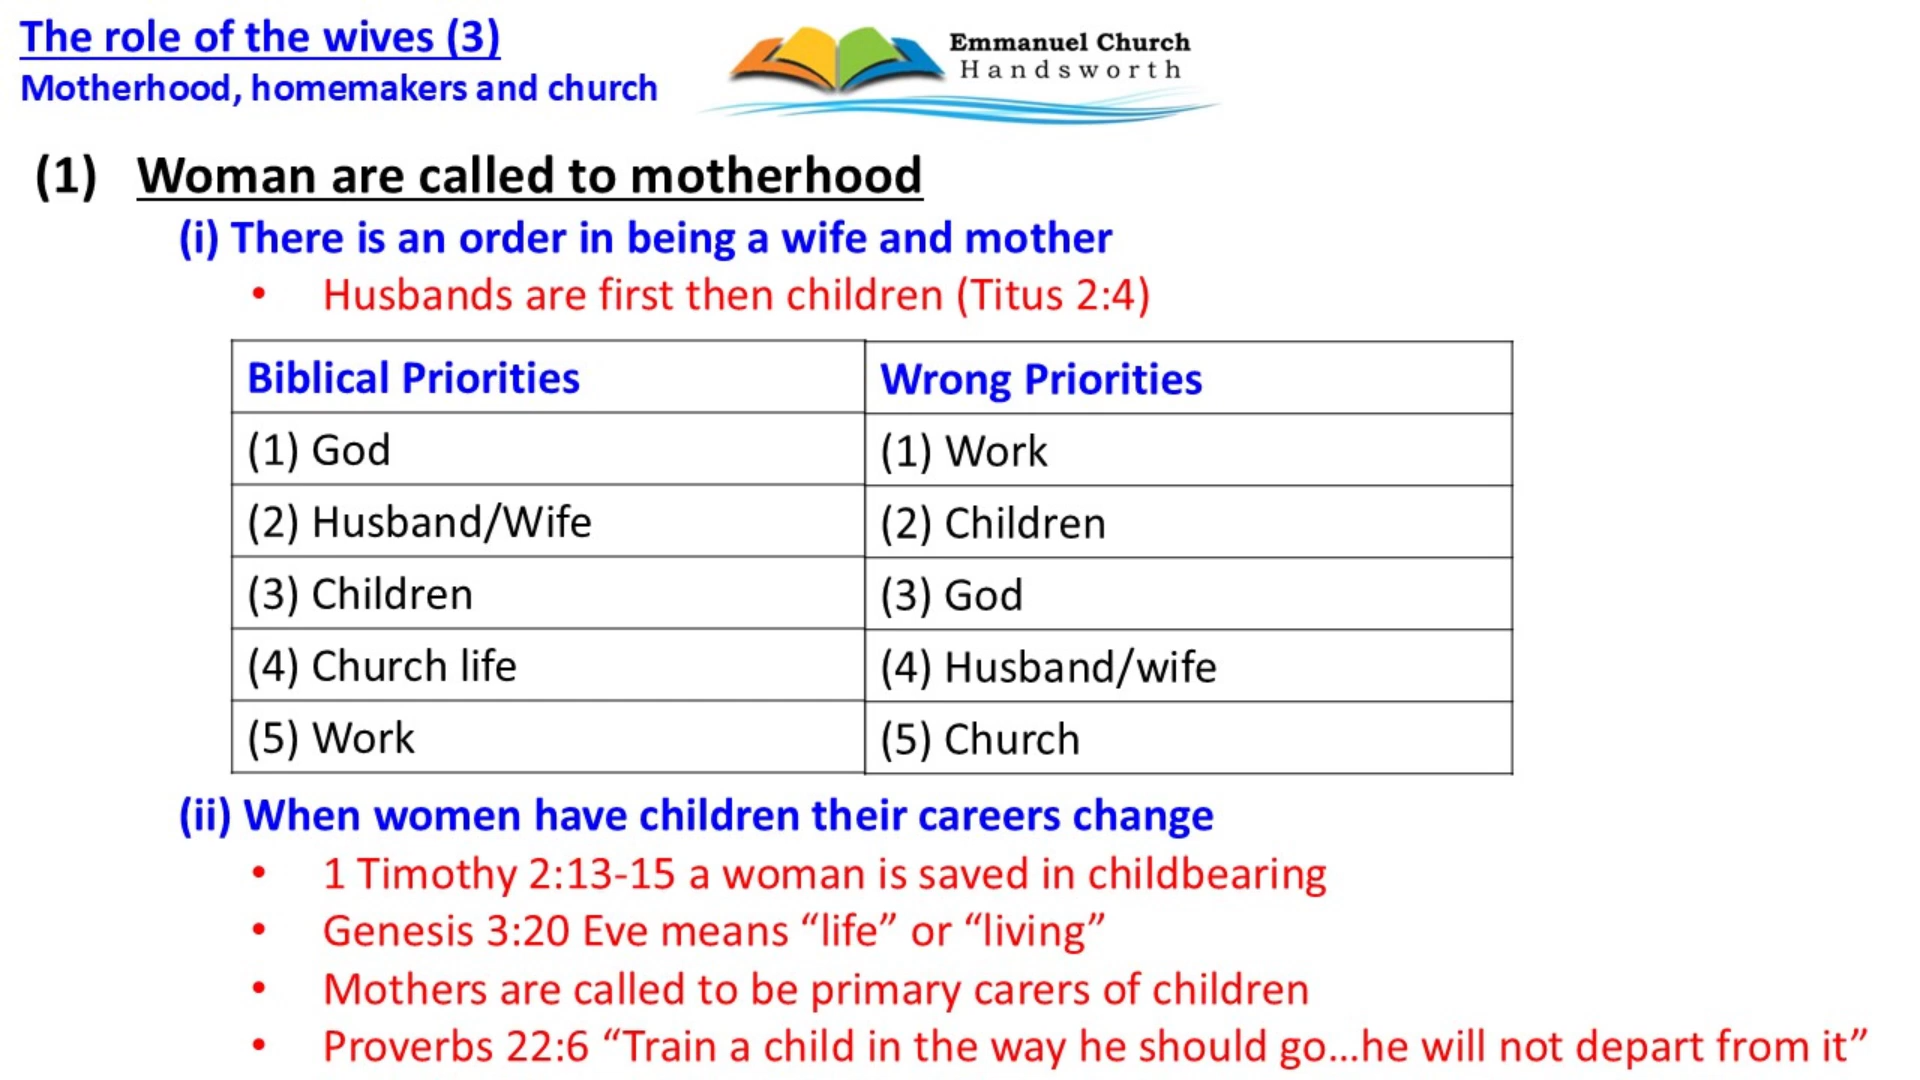 The role of the wives (3)
Motherhood, homemakers and church
Emmanuel Church
Handsworth
(1) Woman are called to motherhood
(i) There is an order in being a wife and mother
• Husbands are first then children (Titus 2:4)
Biblical Priorities Wrong Priorities
(1) God (1) Work
(2) Husband/Wife (2) Children
(3) Children (3) God
(4) Church life (4) Husband/wife
(5) Work (5) Church
(ii) When women have children their careers change
• 1 Timothy 2:13-15 a woman is saved in childbearing
• Genesis 3:20 Eve means “life” or “living”
• Mothers are called to be primary carers of children
• Proverbs 22:6 “Train a child in the way he should go...he will not depart from it”